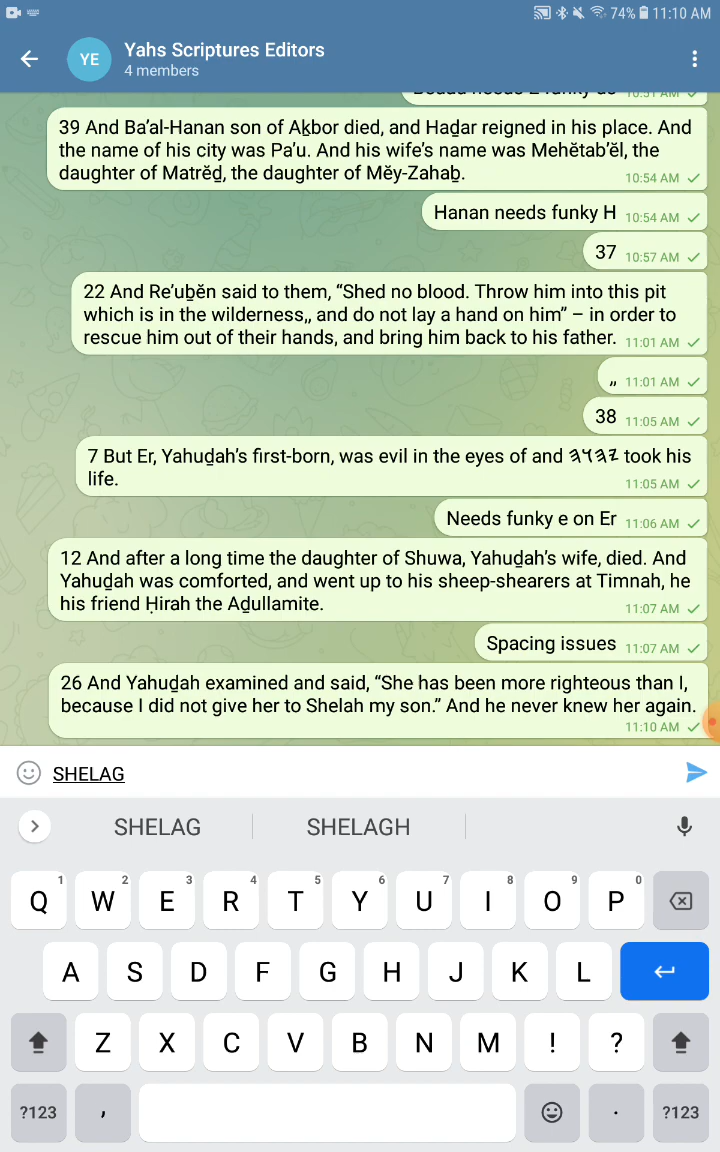 74% 11:10 AM
YE
Yahs Scriptures Editors
4 members
10:51 AM
39 And Ba’al-Hanan son of Aḵbor died, and Haḏar reigned in his place. And
the name of his city was Pa’u. And his wife’s name was Mehĕtab’ĕl, the
daughter of Matrĕḏ, the daughter of Mĕy-Zahaḇ.
10:54 AM
Hanan needs funky H 10:54 AM
37 10:57 AM
22 And Re’uḇĕn said to them, “Shed no blood. Throw him into this pit
which is in the wilderness,, and do not lay a hand on him” – in order to
rescue him out of their hands, and bring him back to his father. 11:01 AM
,, 11:01 AM
38 11:05 AM
7 But Er, Yahuḏah’s first-born, was evil in the eyes of and 𐤉𐤄𐤅𐤄 took his
life.
11:05 AM
Needs funky e on Er 11:06 AM
12 And after a long time the daughter of Shuwa, Yahuḏah’s wife, died. And
Yahuḏah was comforted, and went up to his sheep-shearers at Timnah, he
his friend Ḥirah the Aḏullamite.
11:07 AM
Spacing issues 11:07 AM
26 And Yahuḏah examined and said, “She has been more righteous than I,
because I did not give her to Shelah my son.” And he never knew her again.
11:10 AM
SHELAG
SHELAG SHELAGH
1 2 3 4 5 6 7 8 9 0
Q W E R T Y U I O P
A S D F G H J K L
Z X C V B N M ! ?
?123 , . ?123